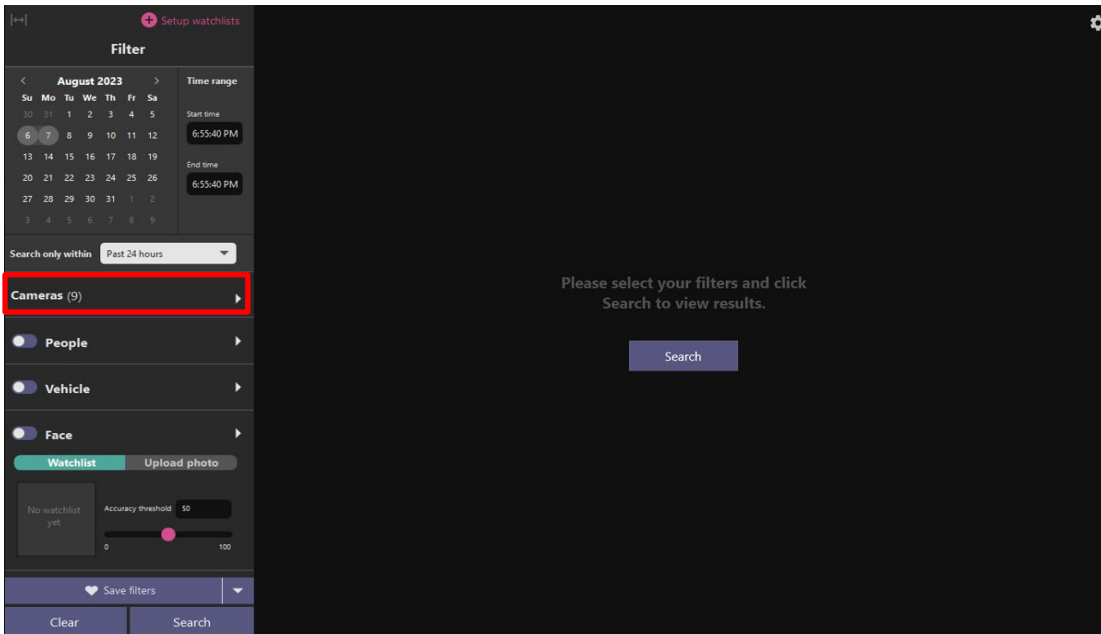 Setup watchlists
Filter
August 2023
Su Mo Tu We Th Fr Sa
30 31 1 2 3 4 5
6 7 8 9 10 11 12
13 14 15 16 17 18 19
20 21 22 23 24 25 26
27 28 29 30 31 1 2
3 4 5 6 7 8 9
Time range
Start time
6:55:40 PM
End time
6:55:40 PM
Search only within Past 24 hours
Cameras (9)
People
Vehicle
Face
Watchlist Upload photo
No watchlist
yet
Accuracy threshold 50
0 100
Save filters
Clear Search
Please select your filters and click
Search to view results.
Search